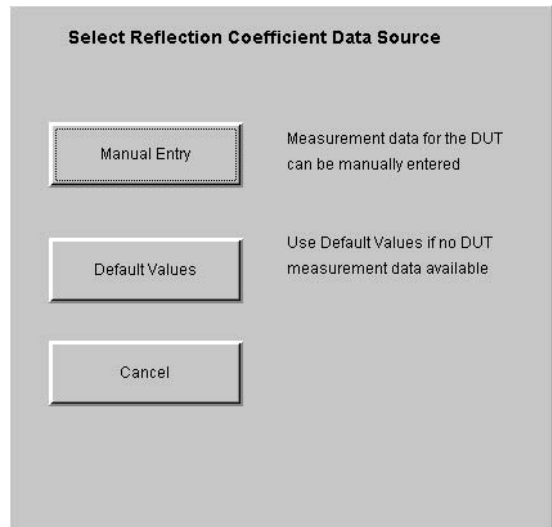 Select Reflection Coefficient Data Source
Manual Entry
Measurement data for the DUT
can be manually entered
Default Values
Use Default Values if no DUT
measurement data available
Cancel